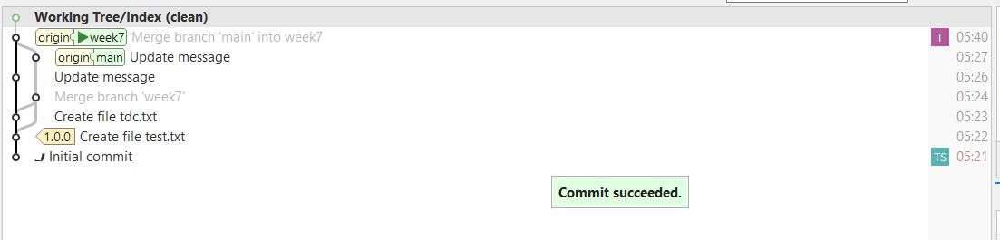 Working Tree/Index (clean)
origin week7 Merge branch 'main' into week7 T 05:40
origin main Update message 05:27
Update message 05:26
Merge branch 'week7' 05:24
Create file tdc.txt 05:23
1.0.0 Create file test.txt 05:22
Initial commit TS 05:21
Commit succeeded.